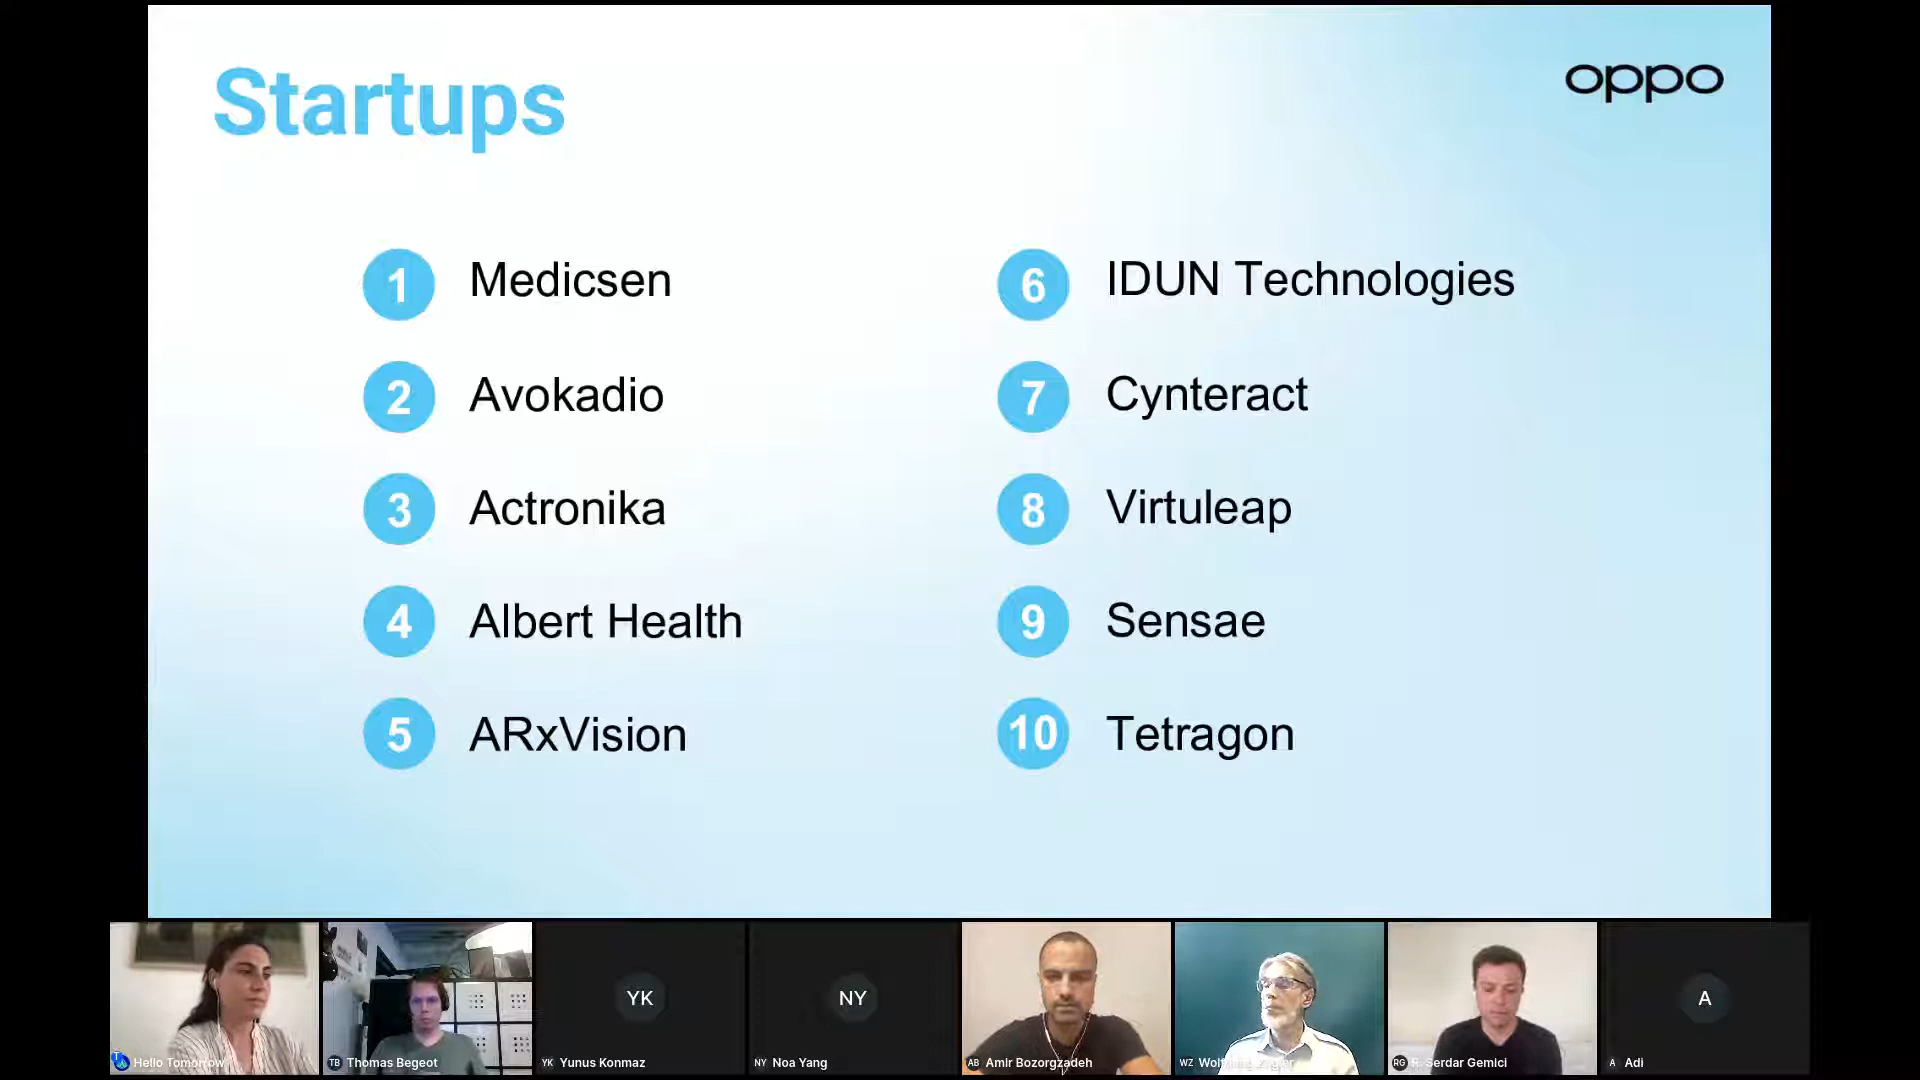 Startups
oppo
1 Medicsen
2 Avokadio
3 Actronika
4 Albert Health
5 ARxVision
6 IDUN Technologies
7 Cynteract
8 Virtuleap
9 Sensae
10 Tetragon
YK
NY
A
Hello Tomorrow
TB Thomas Begeot
YK Yunus Konmaz
NY Noa Yang
AB Amir Bozorgzadeh
WZ
RG R. Serdar Gemici
A Adi